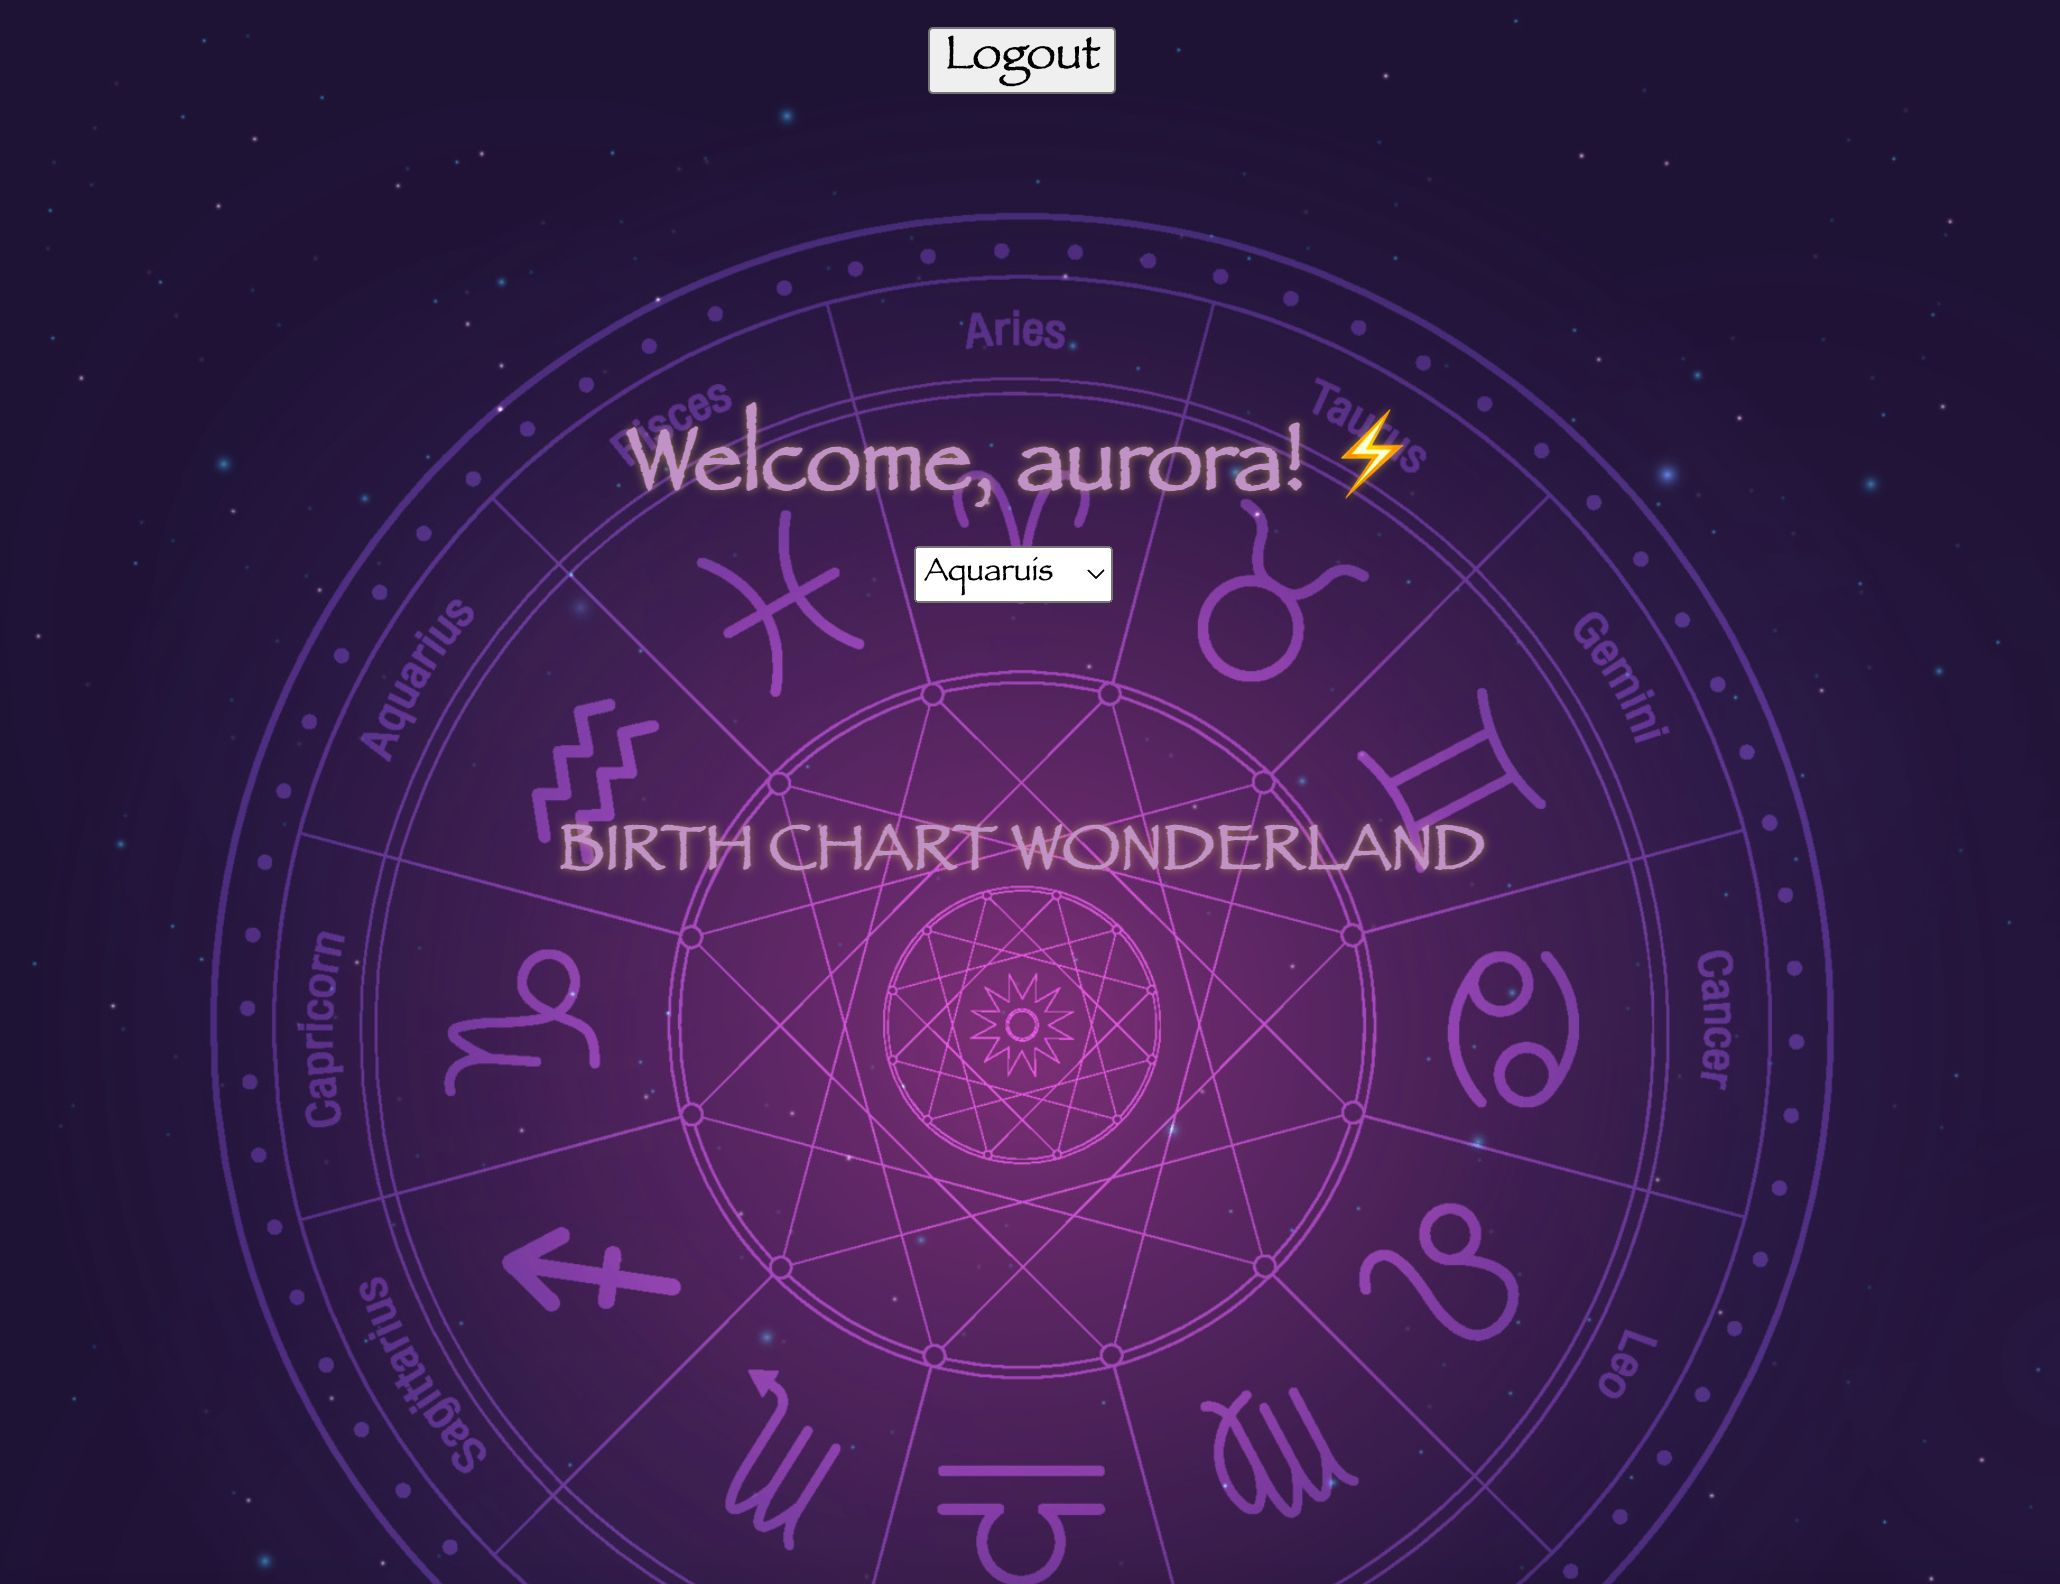 Logout
Aries
Pisces
Taurus
Welcome, aurora! ⚡
Aquaruis
Aquarius
Gemini
BIRTH CHART WONDERLAND
Capricorn
Cancer
Sagittarius
Leo